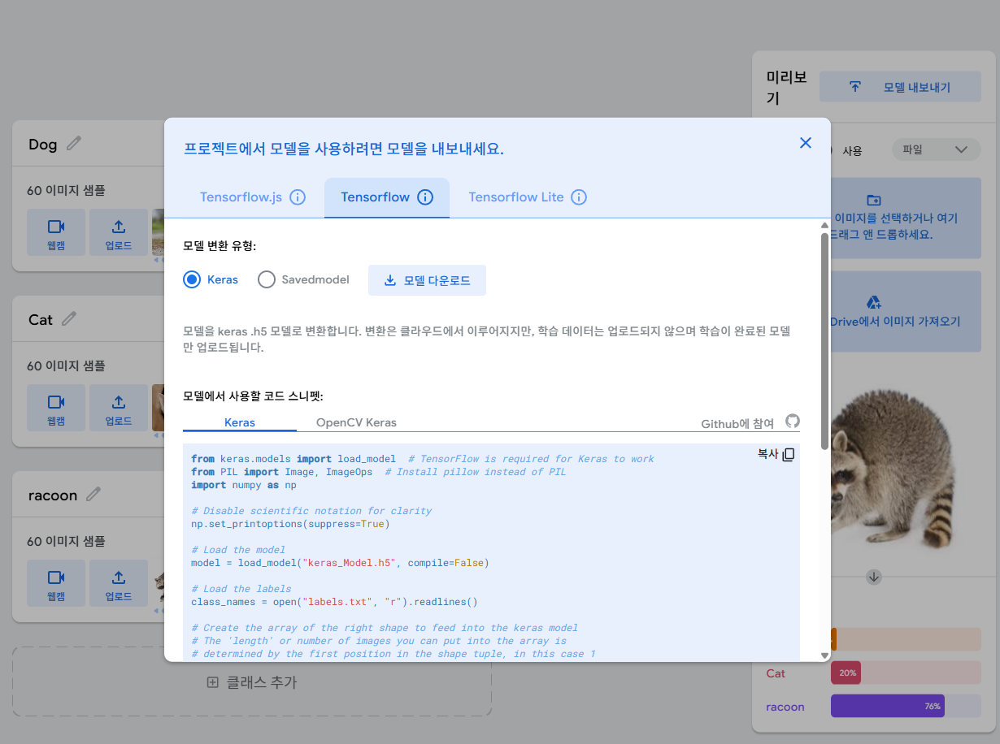 미리보
기
모델 내보내기
Dog
60 이미지 샘플
웹캠
업로드
Cat
60 이미지 샘플
웹캠
업로드
racoon
60 이미지 샘플
웹캠
업로드
클래스 추가
프로젝트에서 모델을 사용하려면 모델을 내보내세요.
Tensorflow.js
Tensorflow
Tensorflow Lite
모델 변환 유형:
Keras
Savedmodel
모델 다운로드
모델을 keras .h5 모델로 변환합니다. 변환은 클라우드에서 이루어지지만, 학습 데이터는 업로드되지 않으며 학습이 완료된 모델
만 업로드됩니다.
모델에서 사용할 코드 스니펫:
Keras
OpenCV Keras
Github에 참여
복사
from keras.models import load_model  # TensorFlow is required for Keras to work
from PIL import Image, ImageOps  # Install pillow instead of PIL
import numpy as np
# Disable scientific notation for clarity
np.set_printoptions(suppress=True)
# Load the model
model = load_model("keras_Model.h5", compile=False)
# Load the labels
class_names = open("labels.txt", "r").readlines()
# Create the array of the right shape to feed into the keras model
# The 'length' or number of images you can put into the array is
# determined by the first position in the shape tuple, in this case 1
사용
파일
이미지를 선택하거나 여기
드래그 앤 드롭하세요.
Drive에서 이미지 가져오기
Cat
20%
racoon
76%